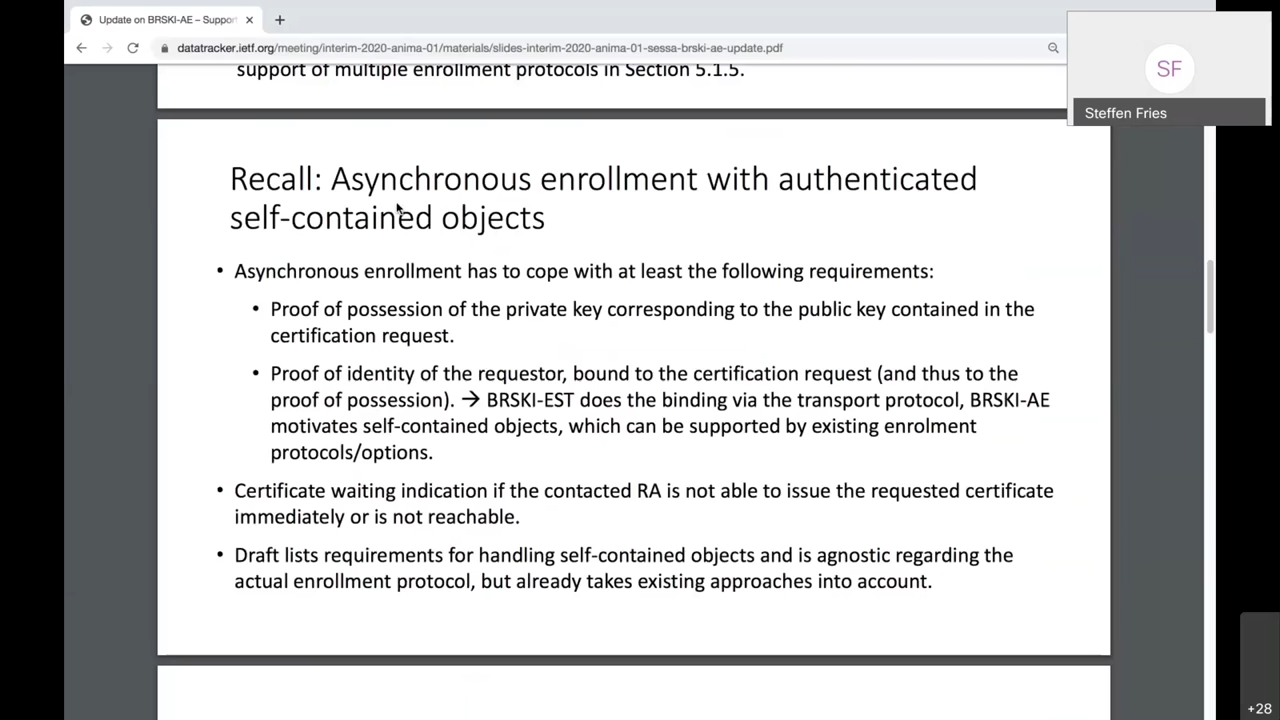 Update on BRSKI-AE – Suppor
datatracker.ietf.org/meeting/interim-2020-anima-01/materials/slides-interim-2020-anima-01-sessa-brski-ae-update.pdf
support of multiple enrollment protocols in Section 5.1.5.
SF
Steffen Fries
Recall: Asynchronous enrollment with authenticated
self-contained objects
• Asynchronous enrollment has to cope with at least the following requirements:
• Proof of possession of the private key corresponding to the public key contained in the
certification request.
• Proof of identity of the requestor, bound to the certification request (and thus to the
proof of possession). → BRSKI-EST does the binding via the transport protocol, BRSKI-AE
motivates self-contained objects, which can be supported by existing enrolment
protocols/options.
• Certificate waiting indication if the contacted RA is not able to issue the requested certificate
immediately or is not reachable.
• Draft lists requirements for handling self-contained objects and is agnostic regarding the
actual enrollment protocol, but already takes existing approaches into account.
+28